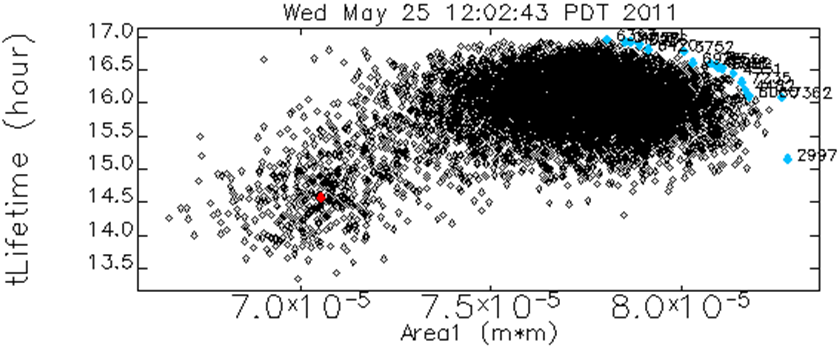 Wed May 25 12:02:43 PDT 2011
tLifetime (hour)
17.0
16.5
16.0
15.5
15.0
14.5
14.0
13.5
3752
7362
2997
7.0×10⁻⁵ 7.5×10⁻⁵ 8.0×10⁻⁵
Area1 (m*m)